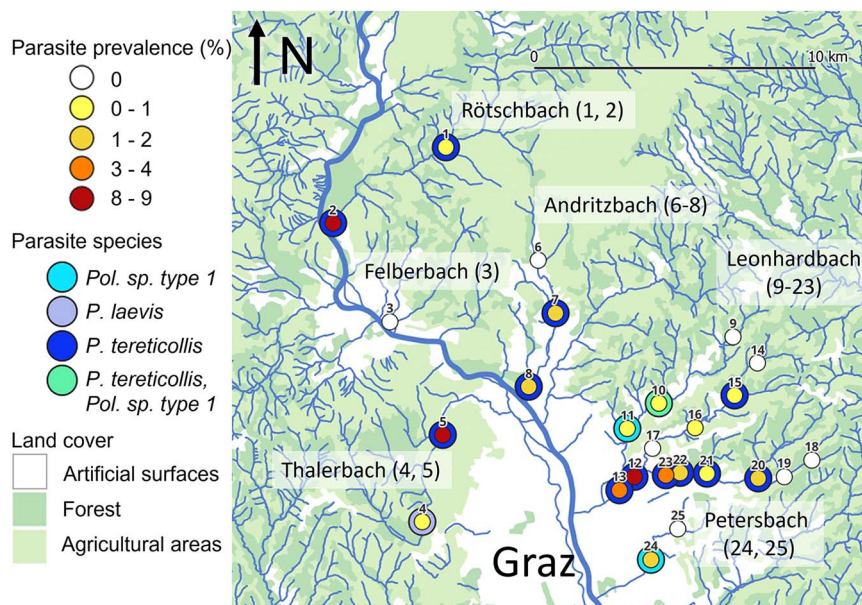 Parasite prevalence (%)
0
0 - 1
1 - 2
3 - 4
8 - 9
Parasite species
Pol. sp. type 1
P. laevis
P. tereticollis
P. tereticollis,
Pol. sp. type 1
Land cover
Artificial surfaces
Forest
Agricultural areas
N
0
10 km
Rötschbach (1, 2)
1
2
Andritzbach (6-8)
6
Felberbach (3)
Leonhardbach
(9-23)
3
7
9
14
8
15
10
5
11
16
17
Thalerbach (4, 5)
18
12
23
22
21
20
19
13
4
25
Petersbach
(24, 25)
24
Graz